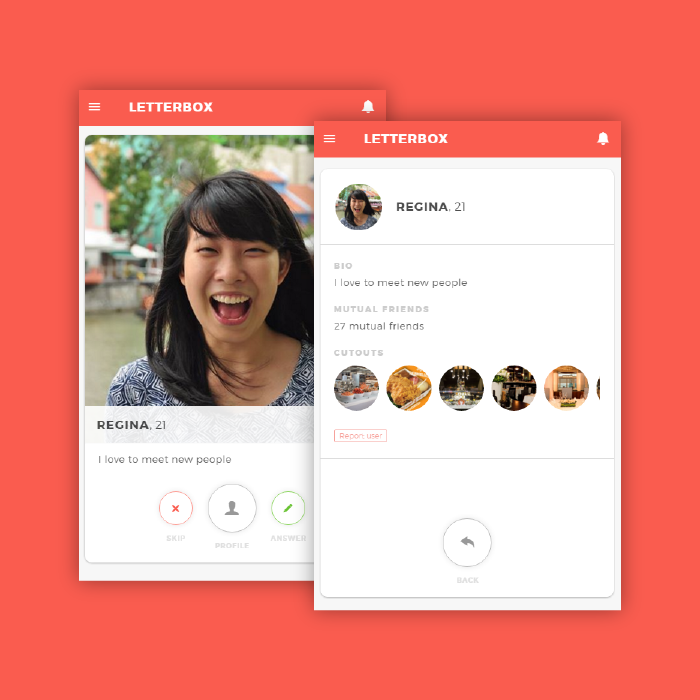 LETTERBOX
REGINA, 21
I love to meet new people
SKIP
PROFILE
ANSWER
LETTERBOX
REGINA, 21
BIO
I love to meet new people
MUTUAL FRIENDS
27 mutual friends
CUTOUTS
Report user
BACK